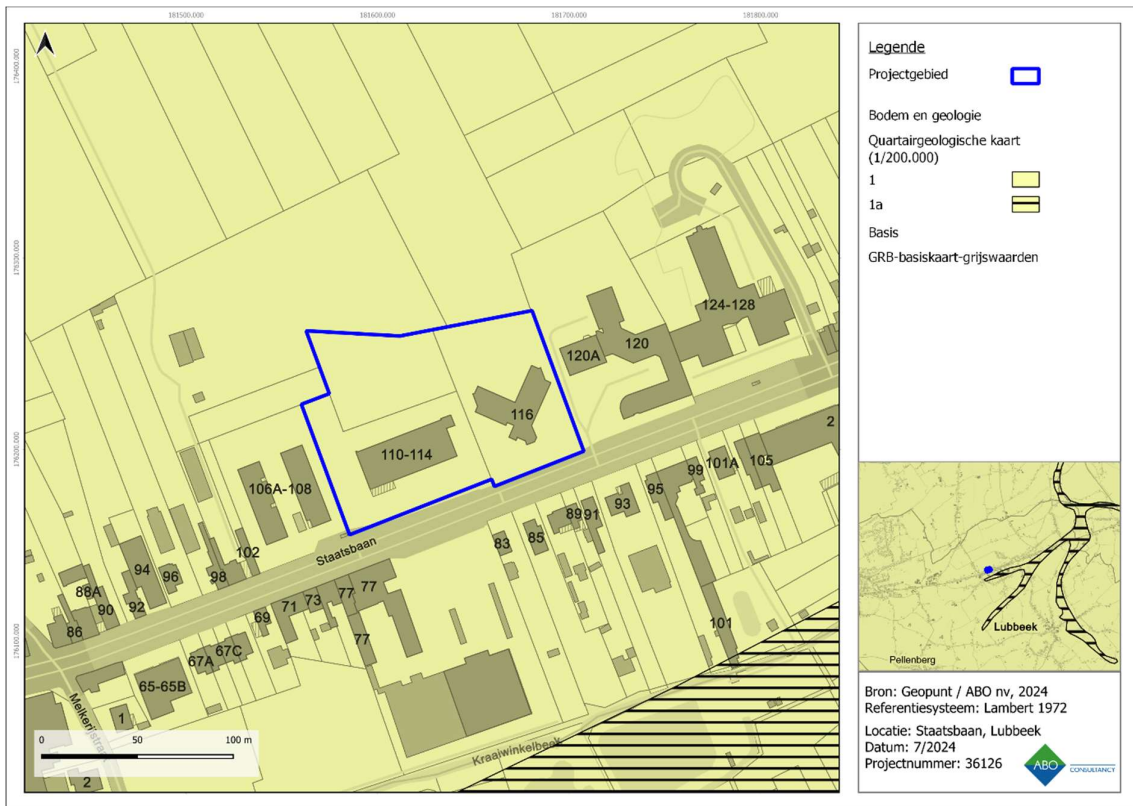 181500.000
181600.000
181700.000
181800.000
176400.000
176300.000
176200.000
176100.000
124-128
120A
120
116
110-114
2
106A-108
101A
105
99
95
93
89
91
85
83
102
Staatsbaan
94
96
98
88A
90
92
86
77
77
73
71
69
77
67C
67A
65-65B
101
1
Melkerijstraat
2
Kraaiwinkelbeek
0
50
100 m
Legende
Projectgebied
Bodem en geologie
Quartairgeologische kaart
(1/200.000)
1
1a
Basis
GRB-basiskaart-grijswaarden
Lubbeek
Pellenberg
Bron: Geopunt / ABO nv, 2024
Referentiesysteem: Lambert 1972
Locatie: Staatsbaan, Lubbeek
Datum: 7/2024
Projectnummer: 36126
ABO
CONSULTANCY